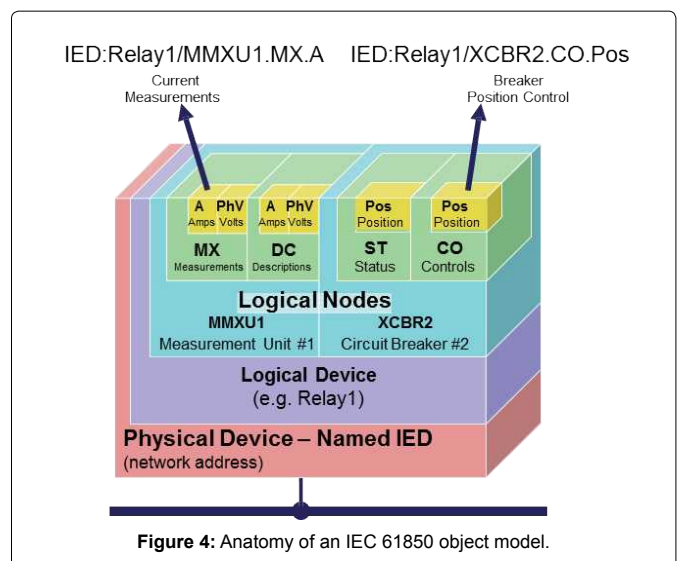 IED:Relay1/MMXU1.MX.A IED:Relay1/XCBR2.CO.Pos
Current
Measurements
Breaker
Position Control
A PhV A PhV Pos Pos
Amps Volts Amps Volts Position Position
MX DC ST CO
Measurements Descriptions Status Controls
Logical Nodes
MMXU1 XCBR2
Measurement Unit #1 Circuit Breaker #2
Logical Device
(e.g. Relay1)
Physical Device – Named IED
(network address)
Figure 4: Anatomy of an IEC 61850 object model.